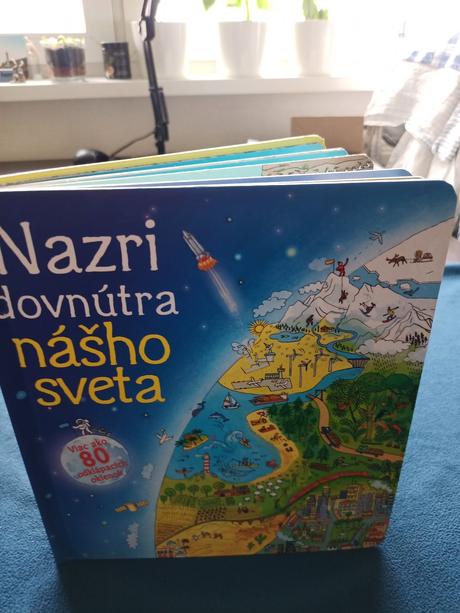 Nazri
dovnútra
nášho
sveta
Viac ako
80
odklápacích
okienok